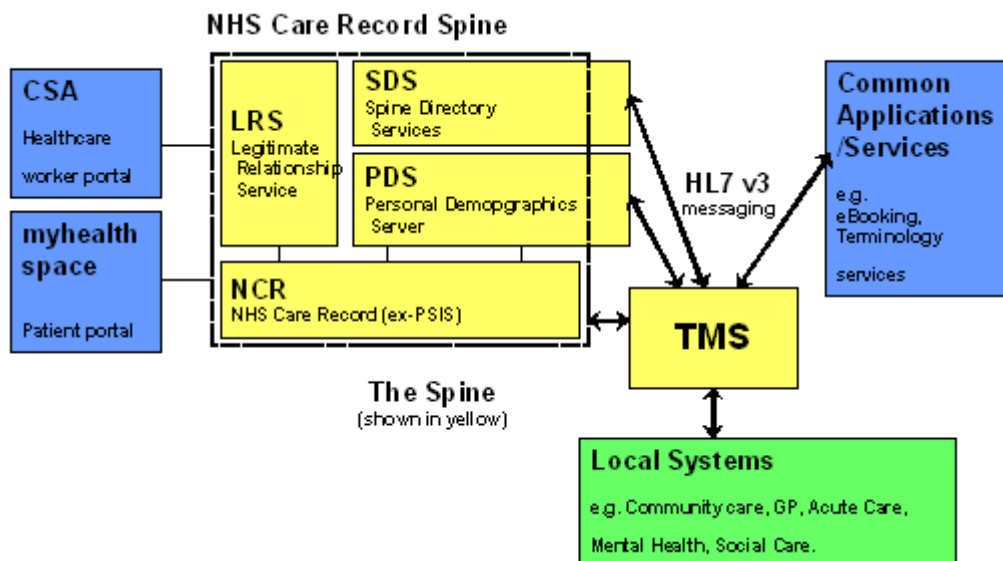 NHS Care Record Spine
CSA
Healthcare
worker portal
myhealth
space
Patient portal
LRS
Legitimate
Relationship
Service
SDS
Spine Directory
Services
PDS
Personal Demopgraphics
Server
NCR
NHS Care Record (ex-PSIS)
HL7 v3
messaging
Common
Applications
/Services
e.g.
eBooking,
Terminology
services
TMS
The Spine
(shown in yellow)
Local Systems
e.g. Community care, GP, Acute Care,
Mental Health, Social Care.